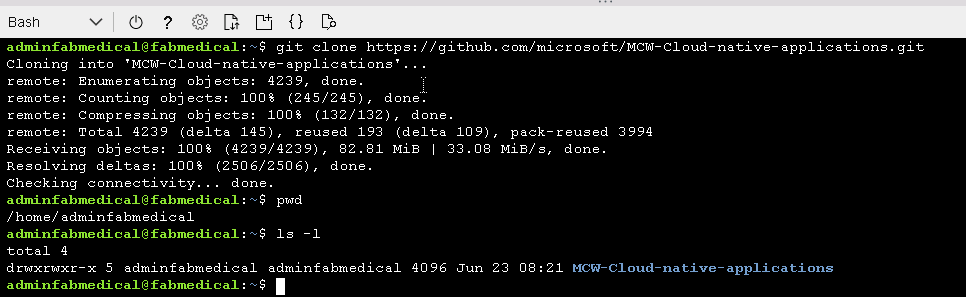 Bash
?
{}
adminfabmedical@fabmedical:~$ git clone https://github.com/microsoft/MCW-Cloud-native-applications.git
Cloning into 'MCW-Cloud-native-applications'...
remote: Enumerating objects: 4239, done.
remote: Counting objects: 100% (245/245), done.
remote: Compressing objects: 100% (132/132), done.
remote: Total 4239 (delta 145), reused 193 (delta 109), pack-reused 3994
Receiving objects: 100% (4239/4239), 82.81 MiB | 33.08 MiB/s, done.
Resolving deltas: 100% (2506/2506), done.
Checking connectivity... done.
adminfabmedical@fabmedical:~$ pwd
/home/adminfabmedical
adminfabmedical@fabmedical:~$ ls -l
total 4
drwxrwxr-x 5 adminfabmedical adminfabmedical 4096 Jun 23 08:21 MCW-Cloud-native-applications
adminfabmedical@fabmedical:~$